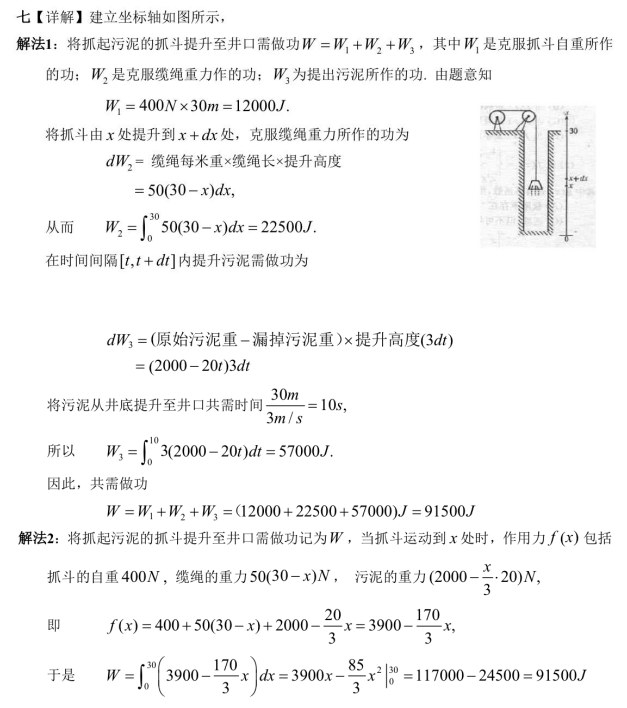 七【详解】建立坐标轴如图所示，
解法1：将抓起污泥的抓斗提升至井口需做功W = W₁ + W₂ + W₃，其中W₁是克服抓斗自重所作
的功；W₂是克服缆绳重力作的功；W₃为提出污泥所作的功. 由题意知
W₁ = 400N × 30m = 12000J.
将抓斗由 x 处提升到 x + dx 处，克服缆绳重力所作的功为
dW₂ = 缆绳每米重×缆绳长×提升高度
= 50(30 − x)dx,
从而 W₂ = ∫₀³⁰ 50(30 − x)dx = 22500J.
在时间间隔[t, t + dt]内提升污泥需做功为
30
x+dx
x
0
dW₃ = (原始污泥重 − 漏掉污泥重)×提升高度(3dt)
= (2000 − 20t)3dt
将污泥从井底提升至井口共需时间 30m/3m/s = 10s,
所以 W₃ = ∫₀¹⁰ 3(2000 − 20t)dt = 57000J.
因此，共需做功
W = W₁ + W₂ + W₃ = (12000 + 22500 + 57000)J = 91500J
解法2：将抓起污泥的抓斗提升至井口需做功记为W，当抓斗运动到 x 处时，作用力 f(x) 包括
抓斗的自重400N，缆绳的重力50(30 − x)N，污泥的重力(2000 − x/3 · 20)N,
即 f(x) = 400 + 50(30 − x) + 2000 − 20/3 x = 3900 − 170/3 x,
于是 W = ∫₀³⁰ (3900 − 170/3 x)dx = 3900x − 85/3 x² |₀³⁰ = 117000 − 24500 = 91500J